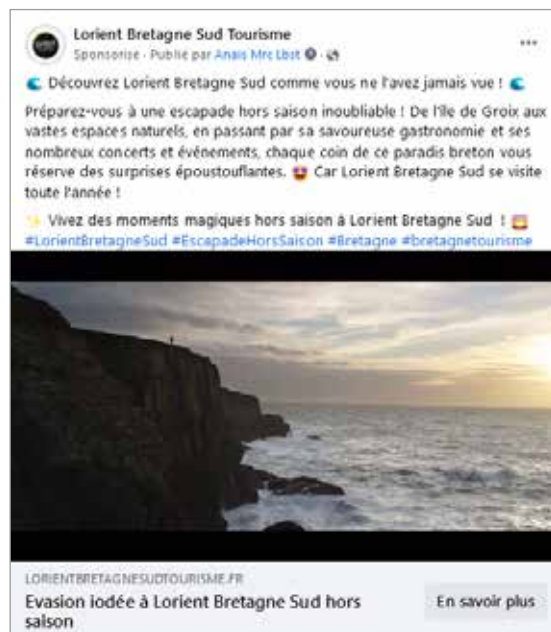 Lorient Bretagne Sud Tourisme
Sponsorisé · Publié par Anaïs Mrc Lbst
🌊 Découvrez Lorient Bretagne Sud comme vous ne l'avez jamais vue ! 🌊
Préparez-vous à une escapade hors saison inoubliable ! De l'île de Groix aux
vastes espaces naturels, en passant par sa savoureuse gastronomie et ses
nombreux concerts et événements, chaque coin de ce paradis breton vous
réserve des surprises époustouflantes. 🤩 Car Lorient Bretagne Sud se visite
toute l'année !
✨ Vivez des moments magiques hors saison à Lorient Bretagne Sud ! 🌅
#LorientBretagneSud #EscapadeHorsSaison #Bretagne #bretagnetourisme
LORIENTBRETAGNESUDTOURISME.FR
Evasion iodée à Lorient Bretagne Sud hors
saison
En savoir plus